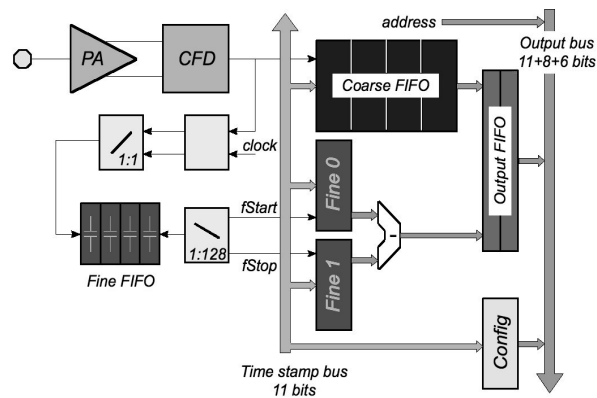 address
Output bus
11+8+6 bits
PA
CFD
Coarse FIFO
Output FIFO
clock
1:1
Fine 0
fStart
1:128
fStop
Fine FIFO
Fine 1
-
Config
Time stamp bus
11 bits